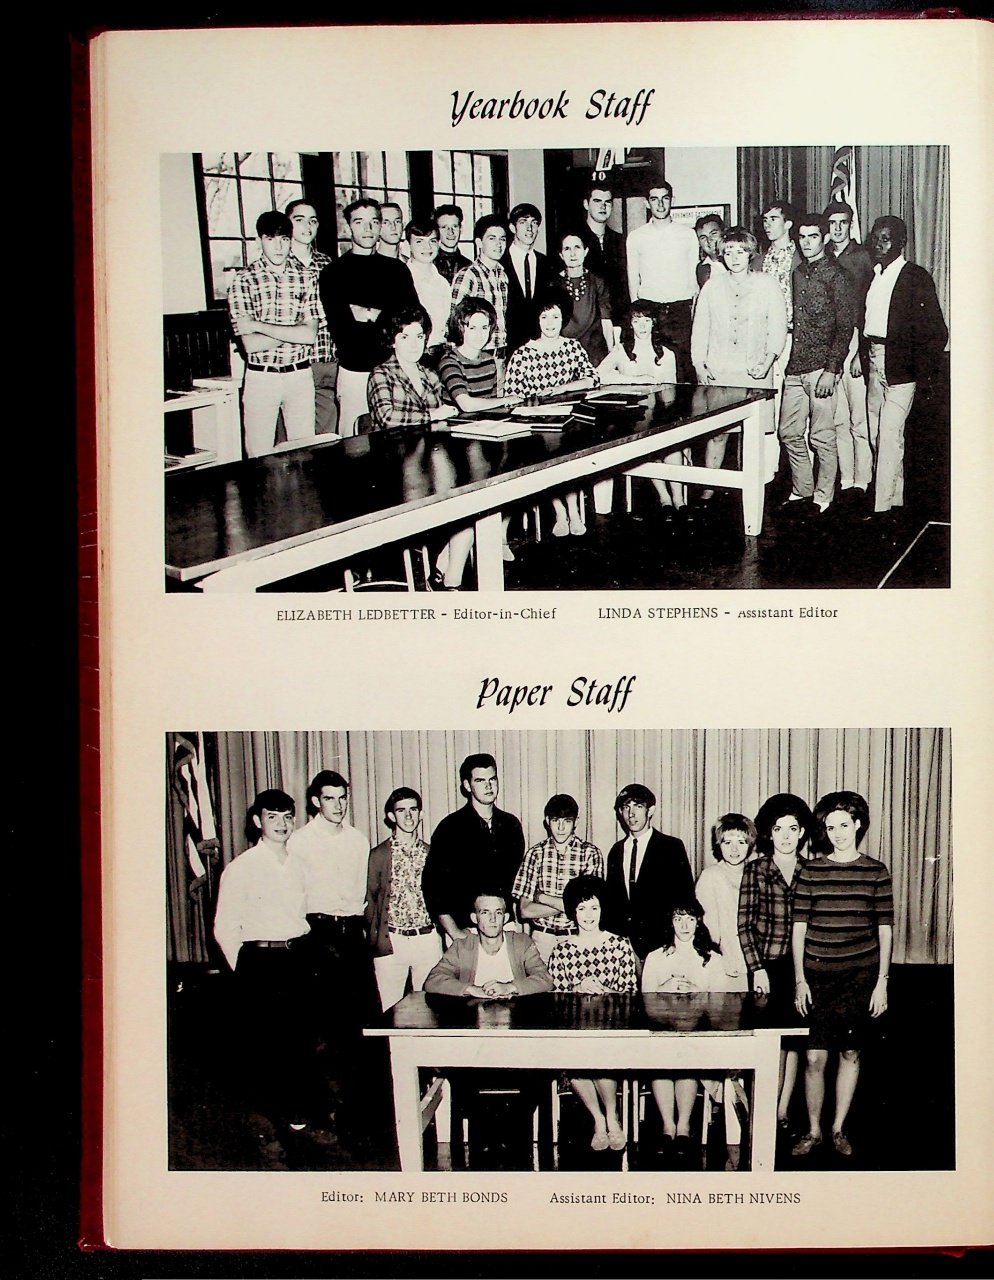 Yearbook Staff
10
ELIZABETH LEDBETTER - Editor-in-Chief LINDA STEPHENS - Assistant Editor
Paper Staff
Editor: MARY BETH BONDS Assistant Editor: NINA BETH NIVENS